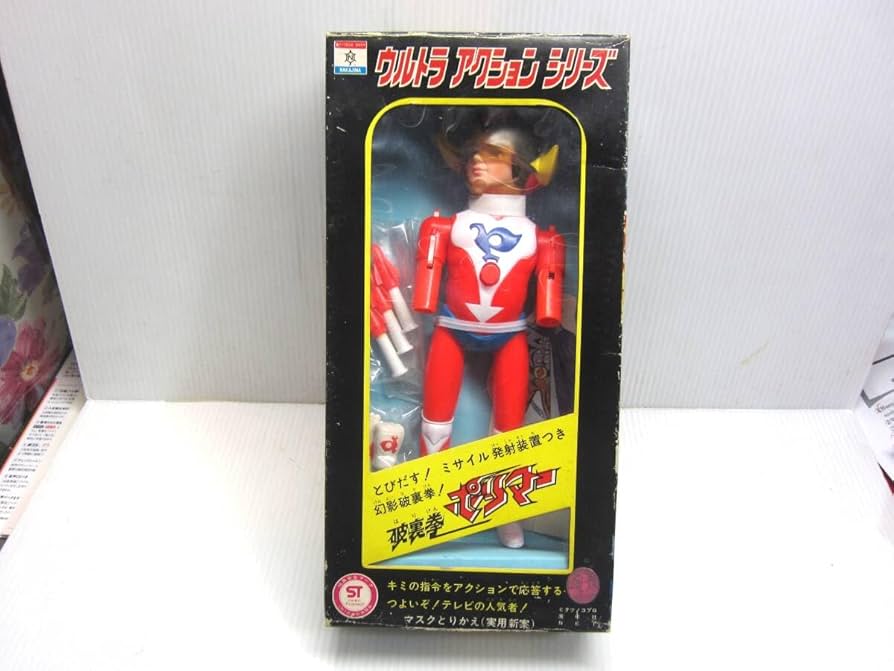 NAKAJIMA
ウルトラ アクション シリーズ
とびだす! ミサイル発射装置つき
幻影破裏拳!
破裏拳 ポリマー
ST
キミの指令をアクションで応答する
つよいぞ!テレビの人気者!
マスクとりかえ(実用新案)